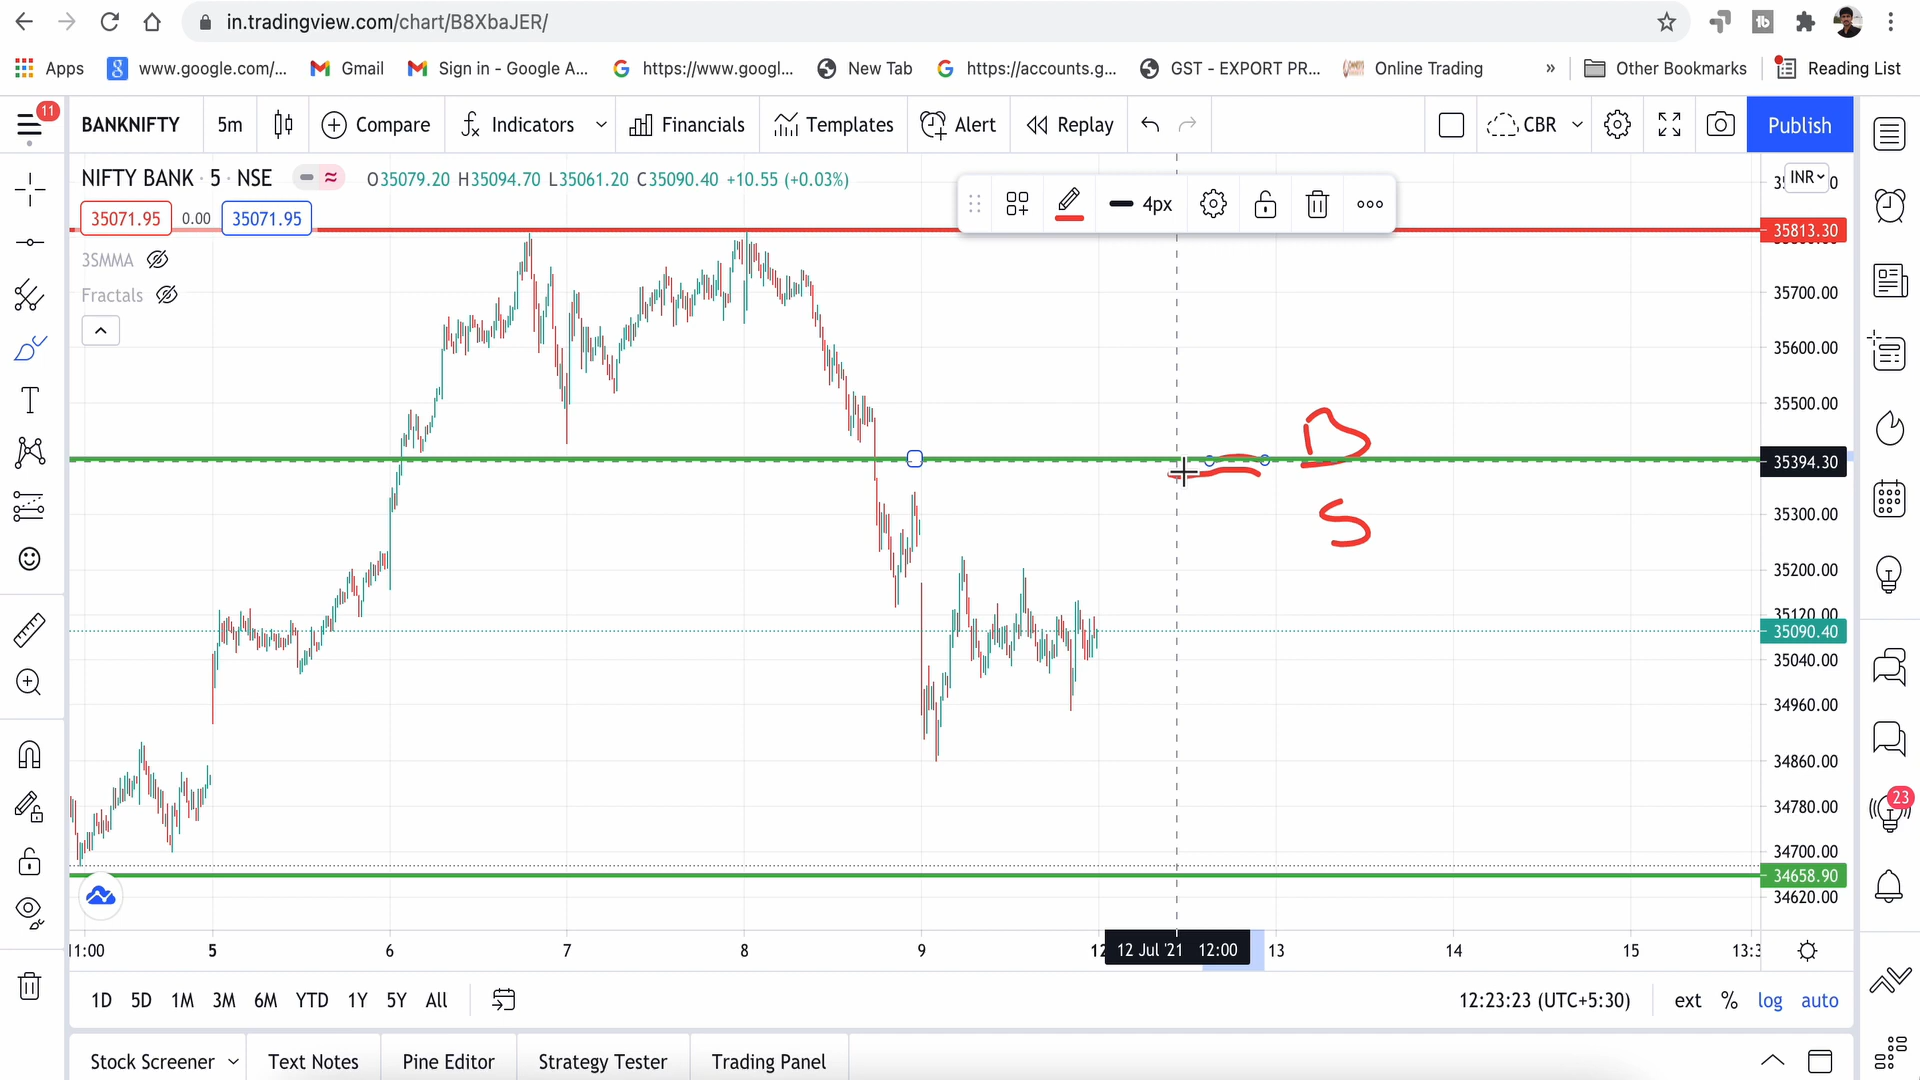 in.tradingview.com/chart/B8XbaJER/
Apps www.google.com/... Gmail Sign in - Google A... https://www.googl... New Tab https://accounts.g... GST - EXPORT PR... Online Trading » Other Bookmarks Reading List
11 BANKNIFTY 5m Compare Indicators Financials Templates Alert Replay CBR Publish
NIFTY BANK · 5 · NSE O35079.20 H35094.70 L35061.20 C35090.40 +10.55 (+0.03%)
INR
35071.95 0.00 35071.95
4px
35813.30
3SMMA
Fractals
35700.00
35600.00
35500.00
35394.30
35300.00
S
35200.00
35120.00
35090.40
35040.00
34960.00
34860.00
34780.00
23
34700.00
34658.90
34620.00
11:00 5 6 7 8 9 12 12 Jul '21 12:00 13 14 15 13:3
1D 5D 1M 3M 6M YTD 1Y 5Y All 12:23:23 (UTC+5:30) ext % log auto
Stock Screener Text Notes Pine Editor Strategy Tester Trading Panel